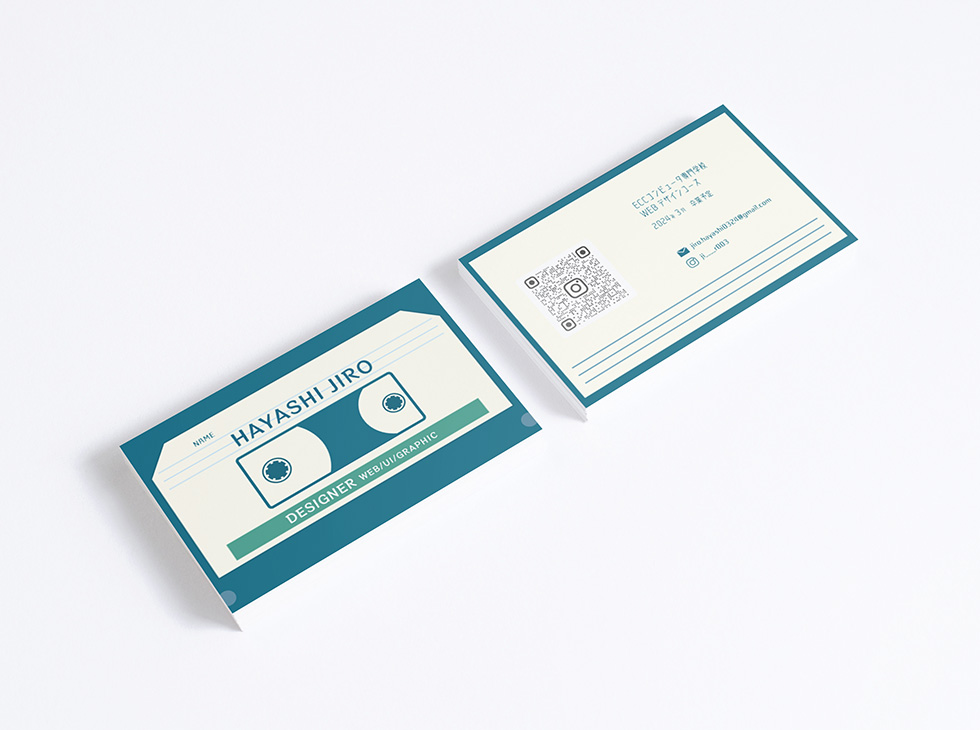 NAME
HAYASHI JIRO
DESIGNER WEB/UI/GRAPHIC
ECCコンピュータ専門学校
WEBデザインコース
2024年3月 卒業予定